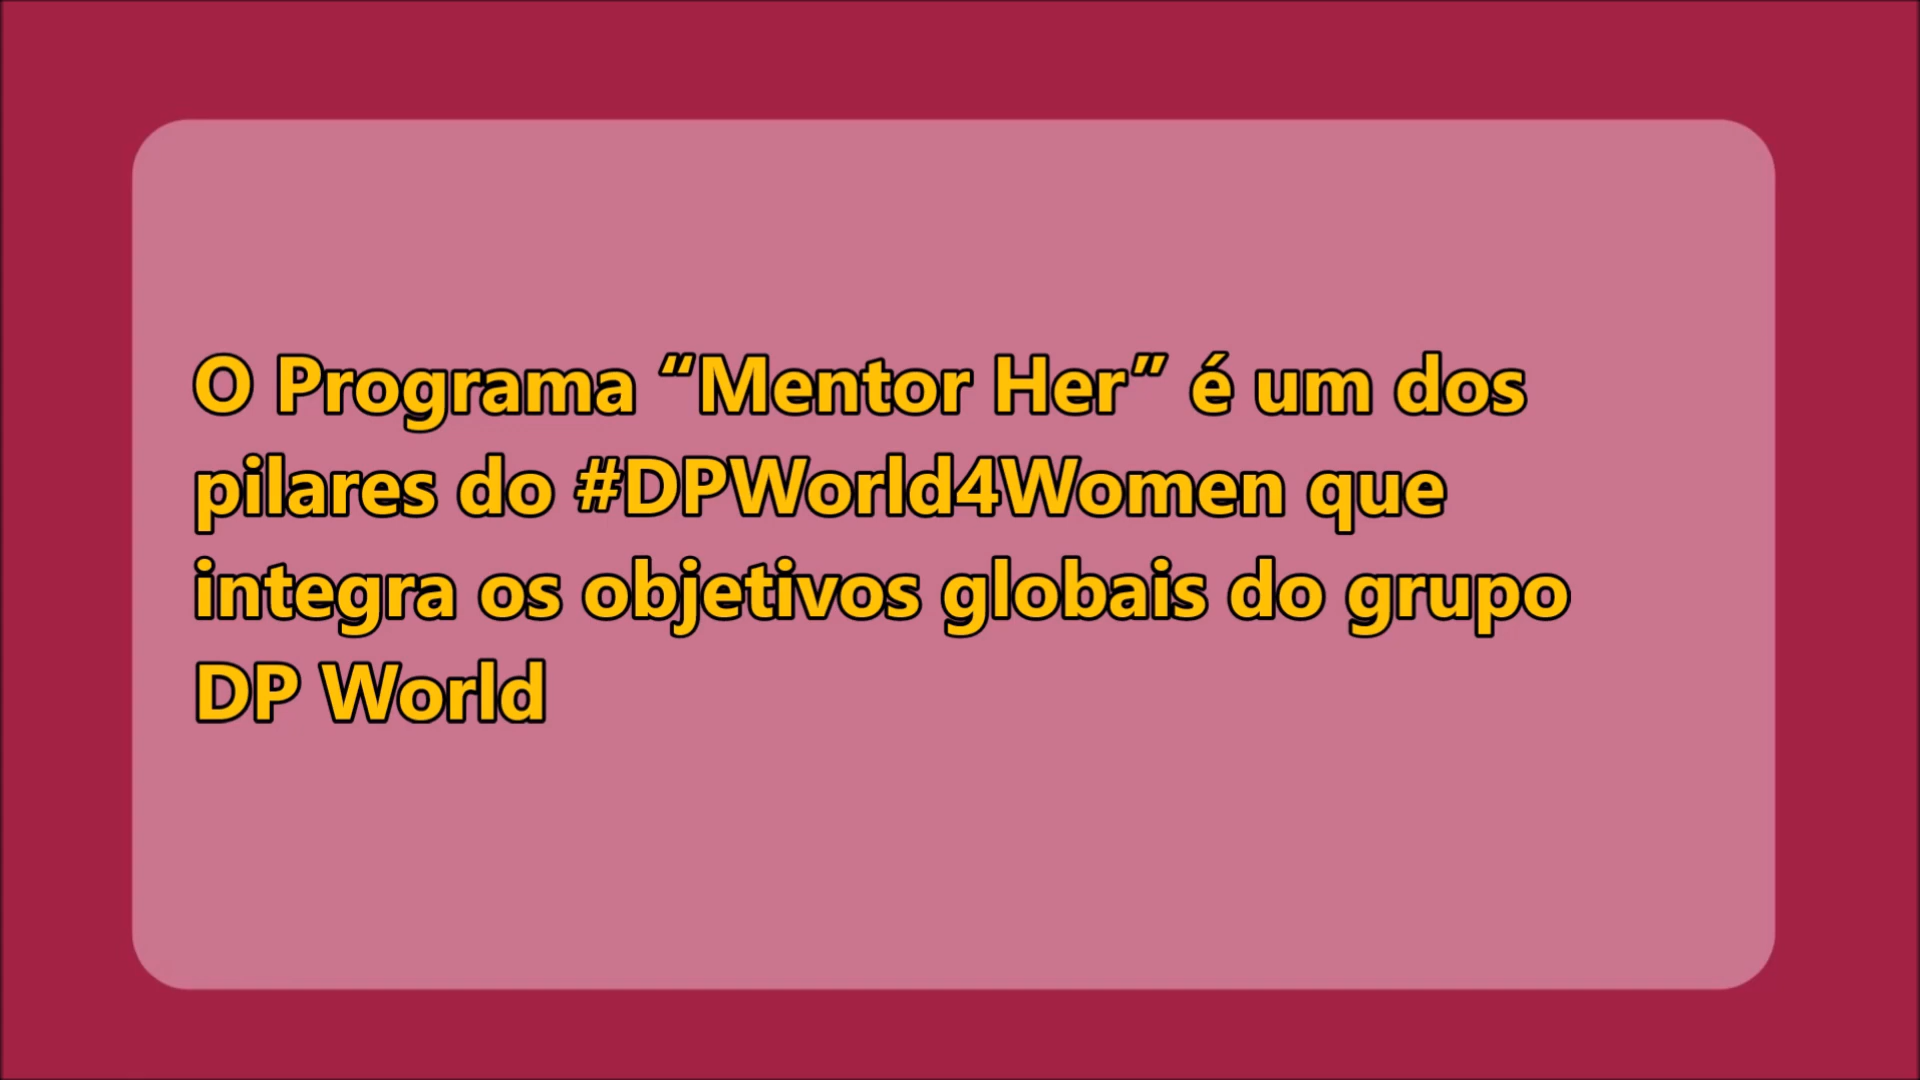 O Programa “Mentor Her” é um dos
pilares do #DPWorld4Women que
integra os objetivos globais do grupo
DP World